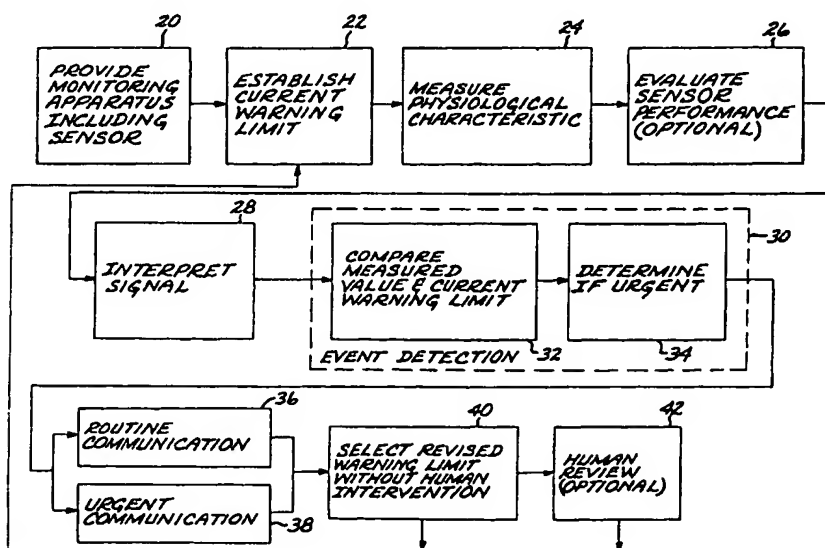 20
PROVIDE
MONITORING
APPARATUS
INCLUDING
SENSOR
22
ESTABLISH
CURRENT
WARNING
LIMIT
24
MEASURE
PHYSIOLOGICAL
CHARACTERISTIC
26
EVALUATE
SENSOR
PERFORMANCE
(OPTIONAL)
28
INTERPRET
SIGNAL
30
COMPARE
MEASURED
VALUE & CURRENT
WARNING LIMIT
32
DETERMINE
IF URGENT
34
EVENT DETECTION
36
ROUTINE
COMMUNICATION
URGENT
COMMUNICATION
38
40
SELECT REVISED
WARNING LIMIT
WITHOUT HUMAN
INTERVENTION
42
HUMAN
REVIEW
(OPTIONAL)